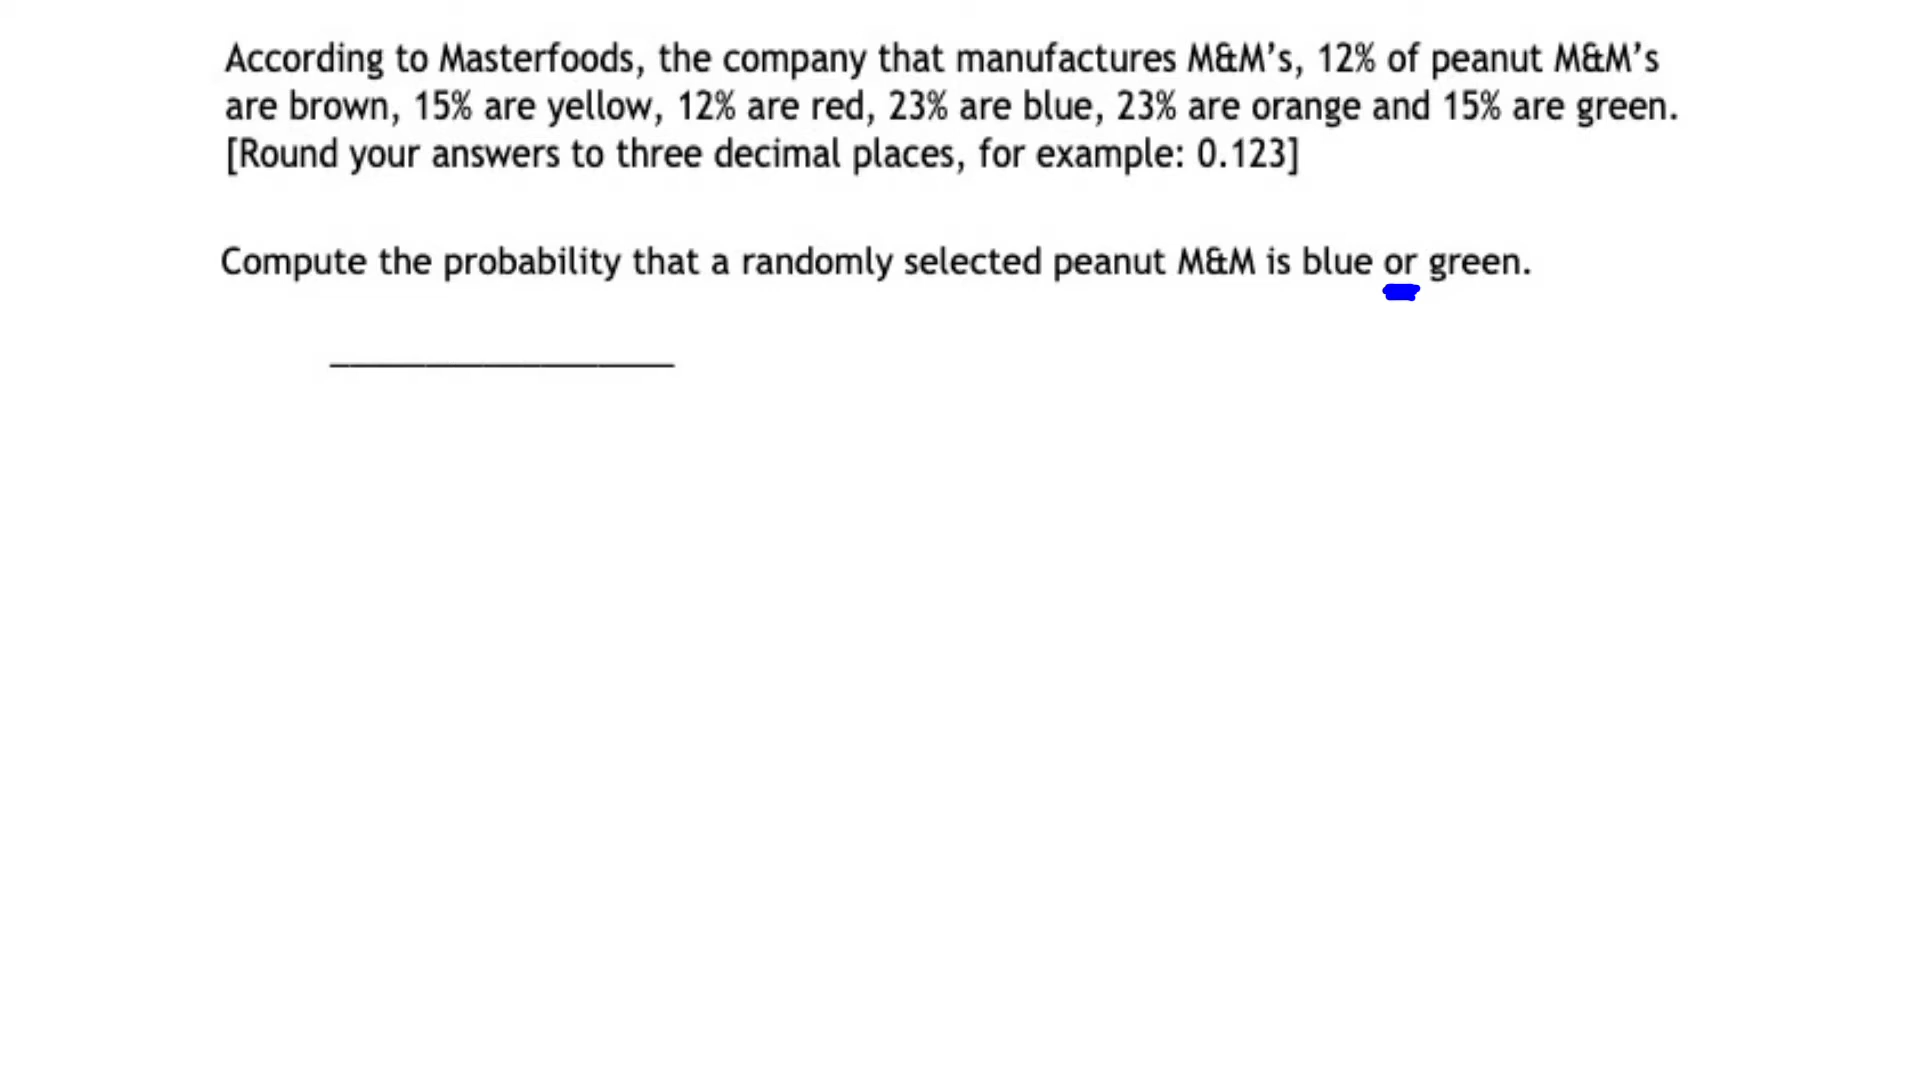 According to Masterfoods, the company that manufactures M&M’s, 12% of peanut M&M’s
are brown, 15% are yellow, 12% are red, 23% are blue, 23% are orange and 15% are green.
[Round your answers to three decimal places, for example: 0.123]
Compute the probability that a randomly selected peanut M&M is blue or green.